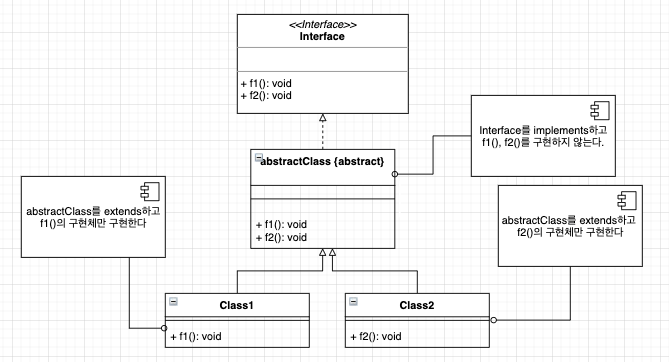 <<Interface>>
Interface
+ f1(): void
+ f2(): void
Interface를 implements하고
f1(), f2()를 구현하지 않는다.
abstractClass {abstract}
+ f1(): void
+ f2(): void
abstractClass를 extends하고
f1()의 구현체만 구현한다
abstractClass를 extends하고
f2()의 구현체만 구현한다
Class1
+ f1(): void
Class2
+ f2(): void